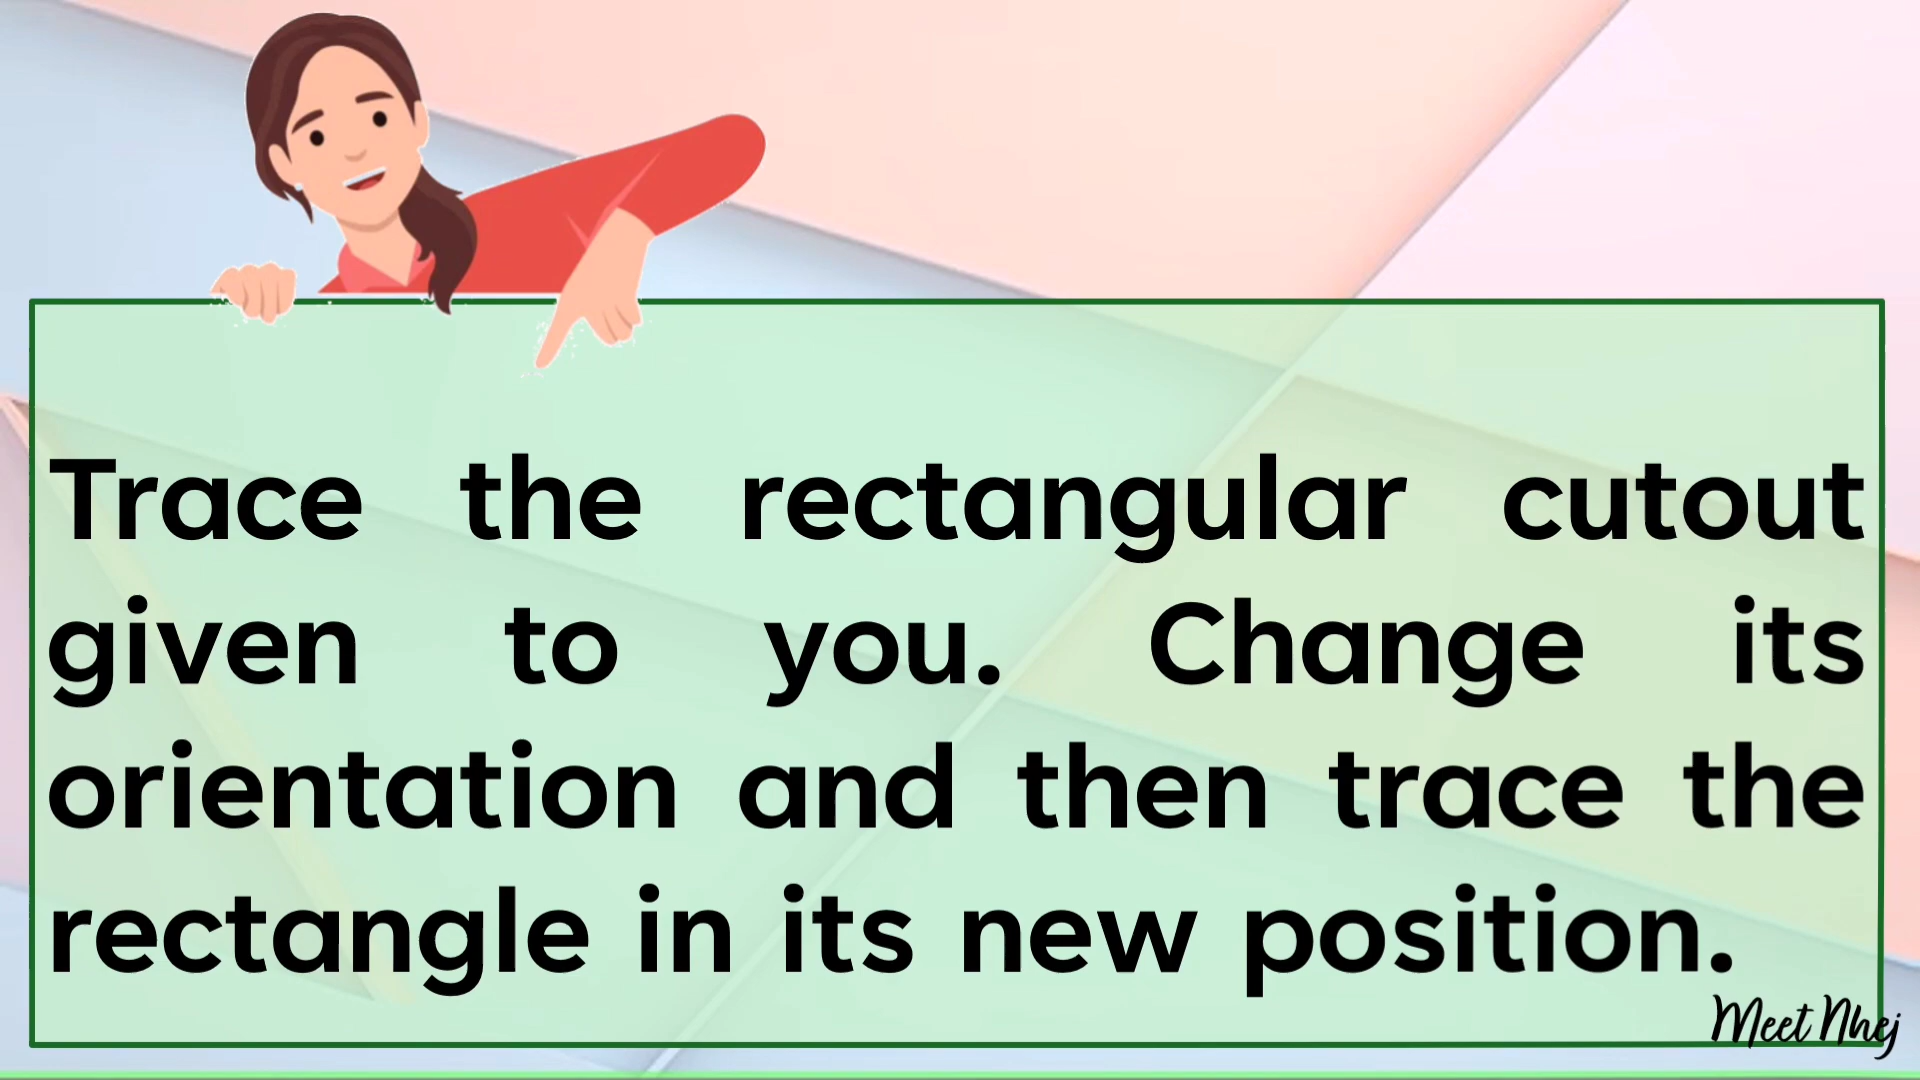 Trace the rectangular cutout
given to you. Change its
orientation and then trace the
rectangle in its new position.
Meet Nhej